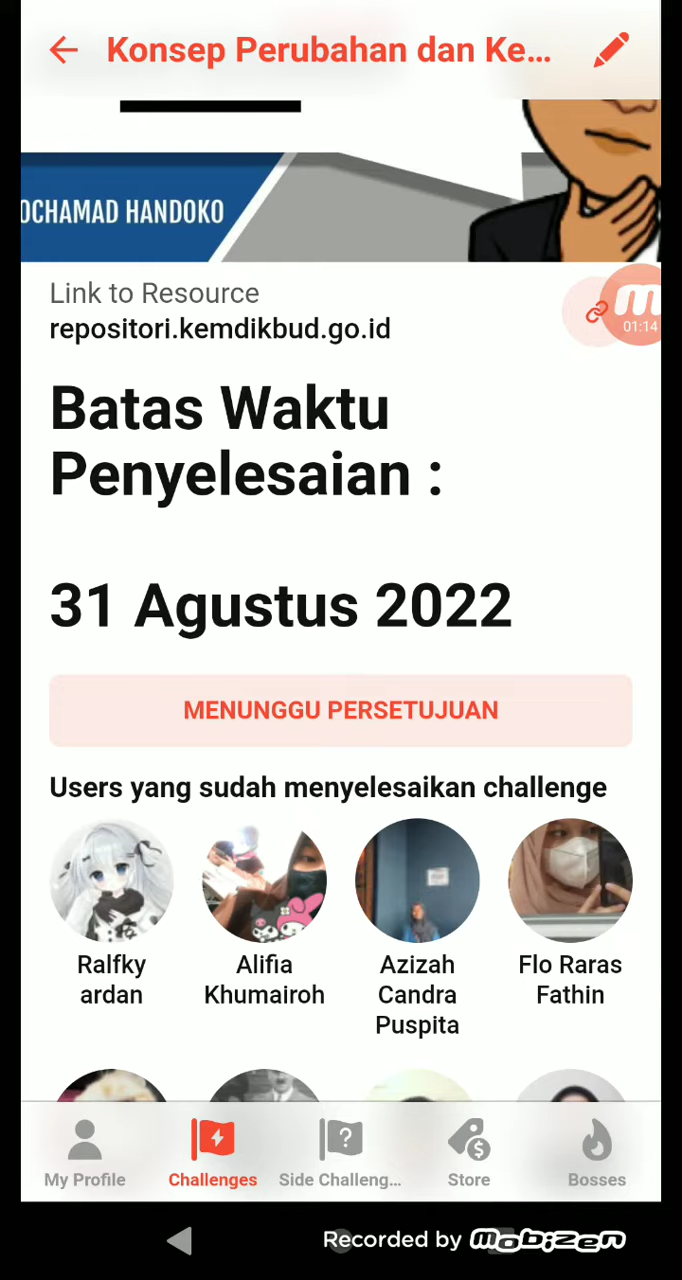 Konsep Perubahan dan Ke...
OCHAMAD HANDOKO
Link to Resource
repositori.kemdikbud.go.id
01:14
Batas Waktu
Penyelesaian :
31 Agustus 2022
MENUNGGU PERSETUJUAN
Users yang sudah menyelesaikan challenge
Ralfky
ardan
Alifia
Khumairoh
Azizah
Candra
Puspita
Flo Raras
Fathin
My Profile
Challenges
Side Challeng...
Store
Bosses
Recorded by mobizen